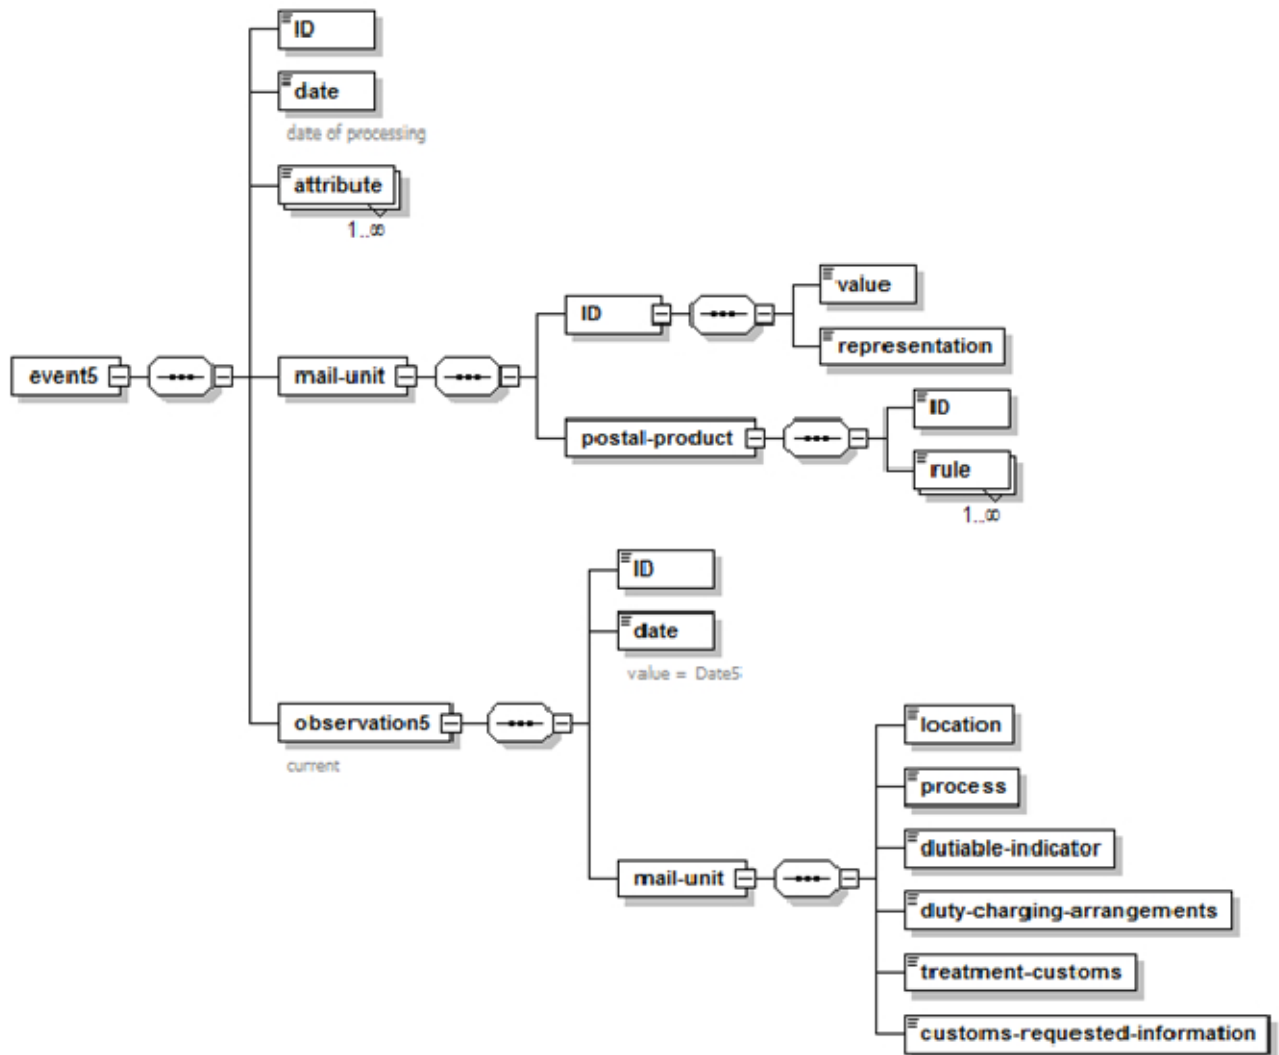 ID
date
date of processing
attribute
1..∞
value
ID
representation
event5
mail-unit
ID
postal-product
rule
1..∞
ID
date
value = Date5
location
observation5
current
process
dutiable-indicator
mail-unit
duty-charging-arrangements
treatment-customs
customs-requested-information